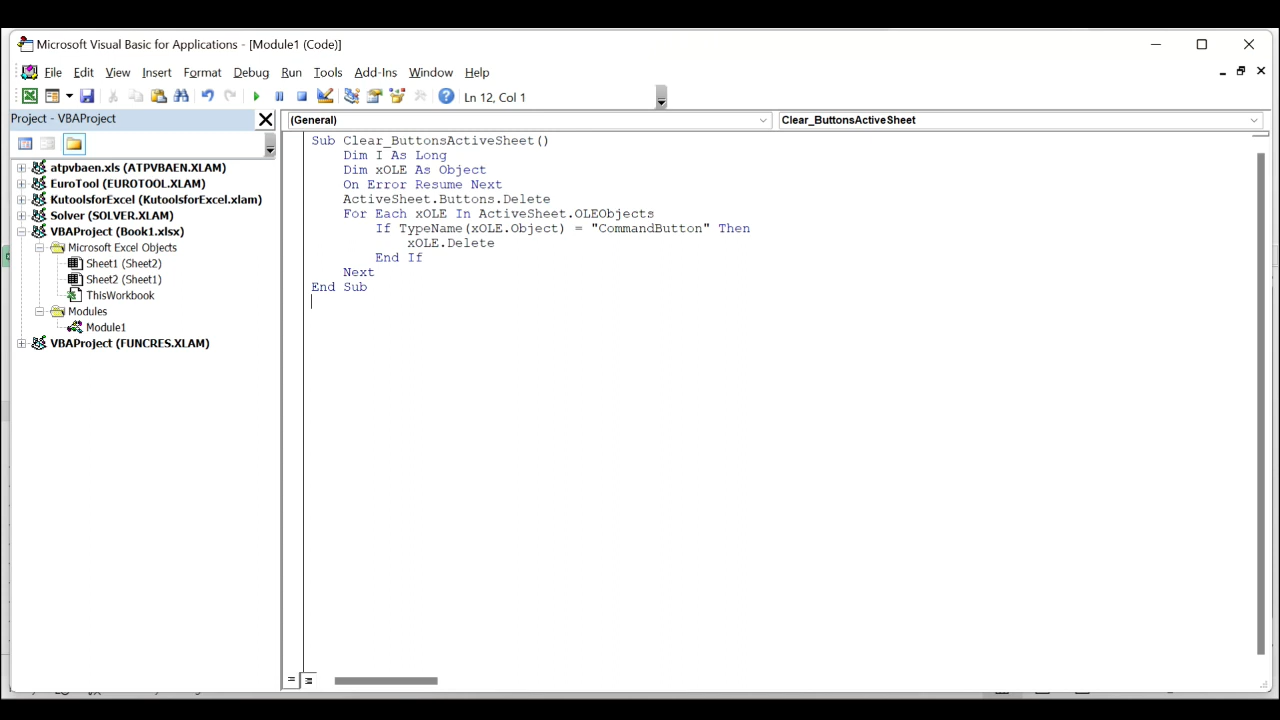 Microsoft Visual Basic for Applications - [Module1 (Code)]
File Edit View Insert Format Debug Run Tools Add-Ins Window Help
Ln 12, Col 1
Project - VBAProject
(General)
Clear_ButtonsActiveSheet
atpvbaen.xls (ATPVBAEN.XLAM)
EuroTool (EUROTOOL.XLAM)
KutoolsforExcel (KutoolsforExcel.xlam)
Solver (SOLVER.XLAM)
VBAProject (Book1.xlsx)
Microsoft Excel Objects
Sheet1 (Sheet2)
Sheet2 (Sheet1)
ThisWorkbook
Modules
Module1
VBAProject (FUNCRES.XLAM)
Sub Clear_ButtonsActiveSheet()
    Dim I As Long
    Dim xOLE As Object
    On Error Resume Next
    ActiveSheet.Buttons.Delete
    For Each xOLE In ActiveSheet.OLEObjects
        If TypeName(xOLE.Object) = "CommandButton" Then
            xOLE.Delete
        End If
    Next
End Sub